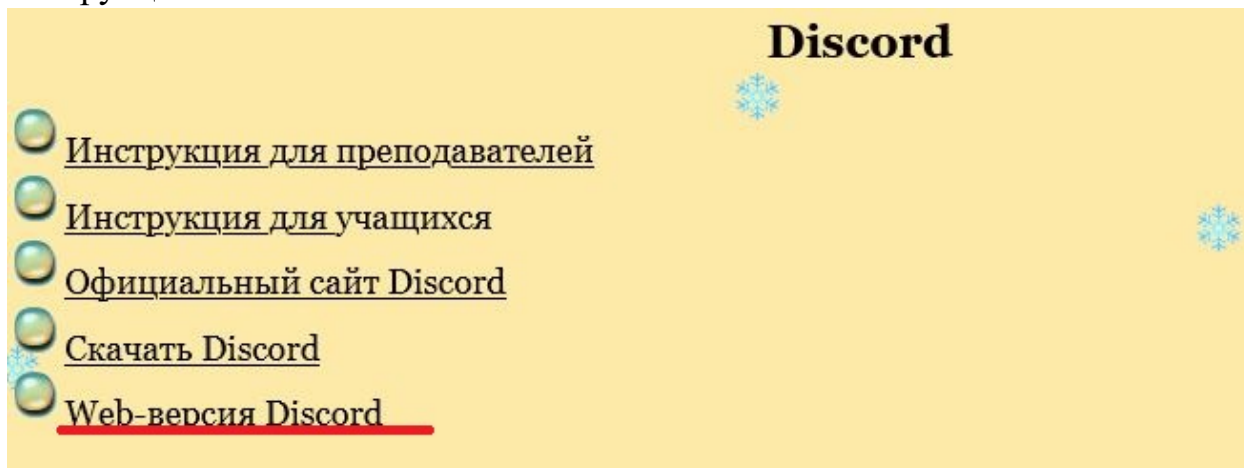 Discord
Инструкция для преподавателей
Инструкция для учащихся
Официальный сайт Discord
Скачать Discord
Web-версия Discord